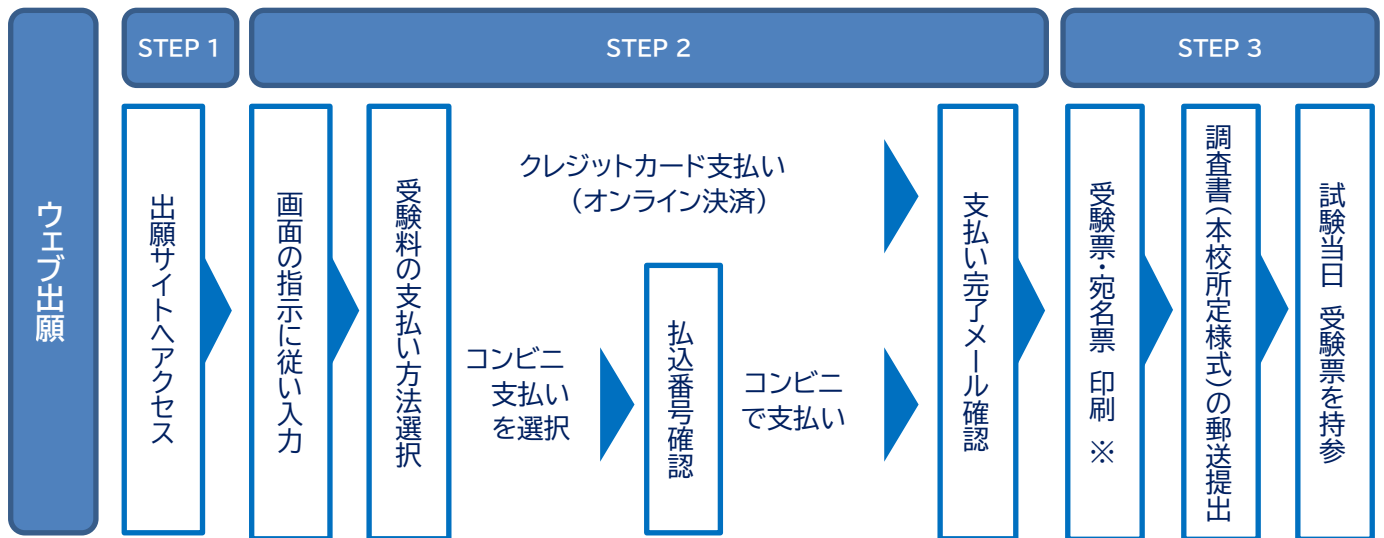 ウェブ出願
STEP 1
STEP 2
STEP 3
出願サイトへアクセス
画面の指示に従い入力
受験料の支払い方法選択
クレジットカード支払い
（オンライン決済）
コンビニ
支払い
を選択
払込番号確認
コンビニ
で支払い
支払い完了メール確認
受験票・宛名票 印刷 ※
調査書（本校所定様式）の郵送提出
試験当日 受験票を持参